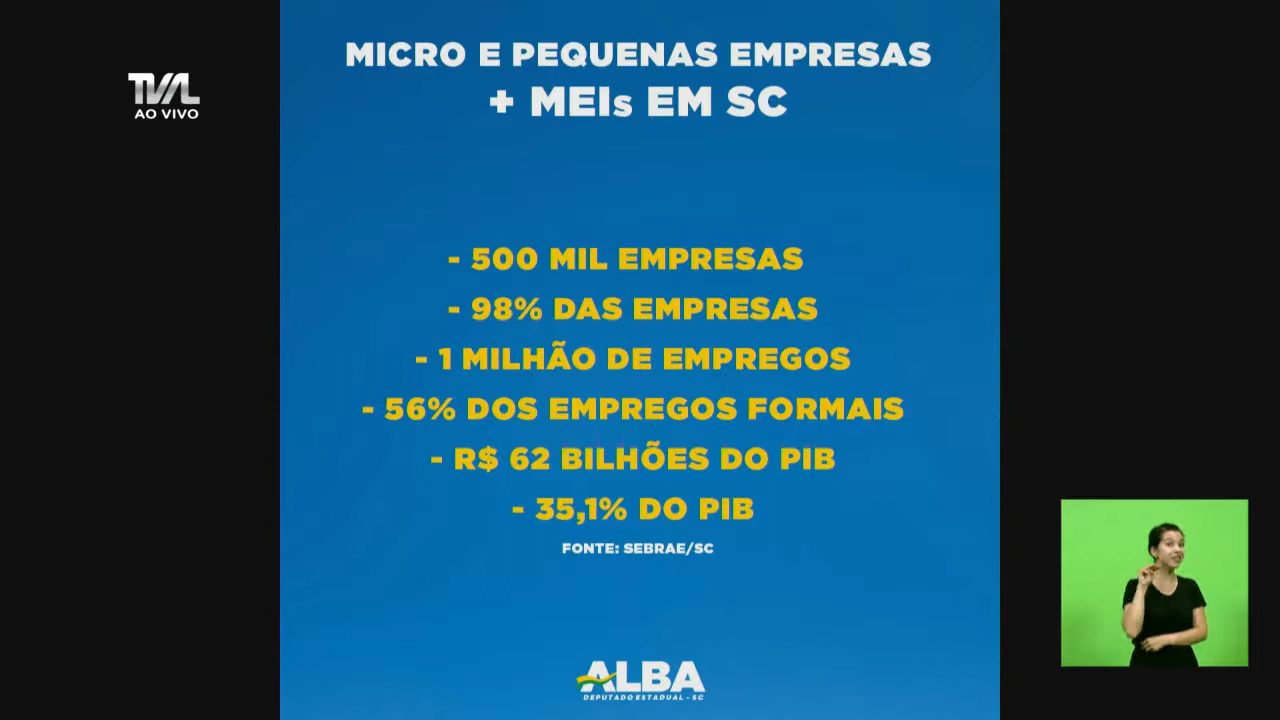 MICRO E PEQUENAS EMPRESAS
+ MEIs EM SC
TVAL
AO VIVO
- 500 MIL EMPRESAS
- 98% DAS EMPRESAS
- 1 MILHÃO DE EMPREGOS
- 56% DOS EMPREGOS FORMAIS
- R$ 62 BILHÕES DO PIB
- 35,1% DO PIB
FONTE: SEBRAE/SC
ALBA
DEPUTADO ESTADUAL - SC